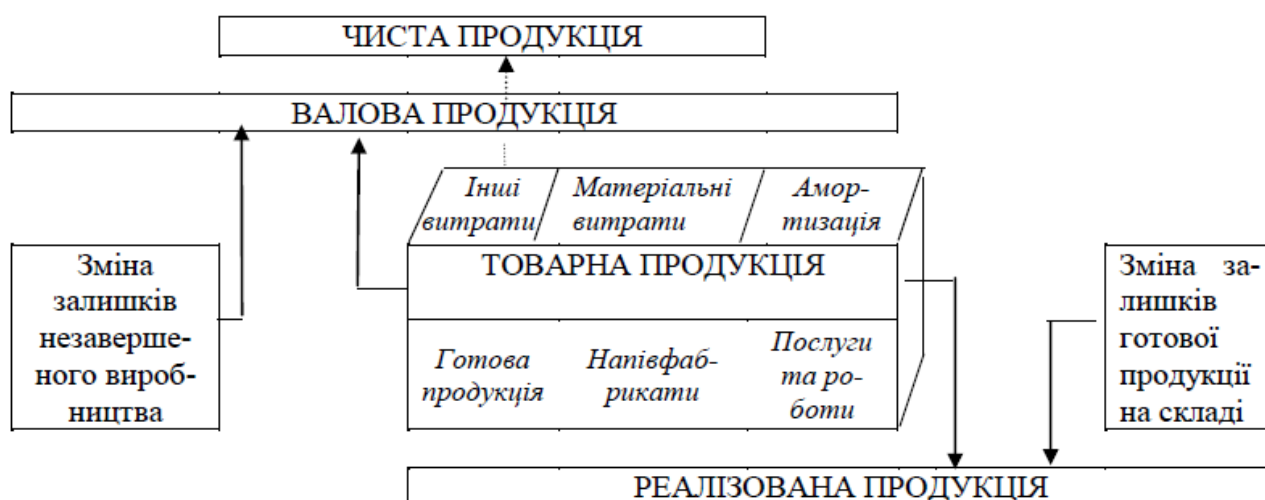 ЧИСТА ПРОДУКЦІЯ
ВАЛОВА ПРОДУКЦІЯ
Інші
витрати
Матеріальні
витрати
Амор-
тизація
Зміна
залишків
незаверше-
ного вироб-
ництва
ТОВАРНА ПРОДУКЦІЯ
Готова
продукція
Напівфаб-
рикати
Послуги
та ро-
боти
Зміна за-
лишків
готової
продукції
на складі
РЕАЛІЗОВАНА ПРОДУКЦІЯ